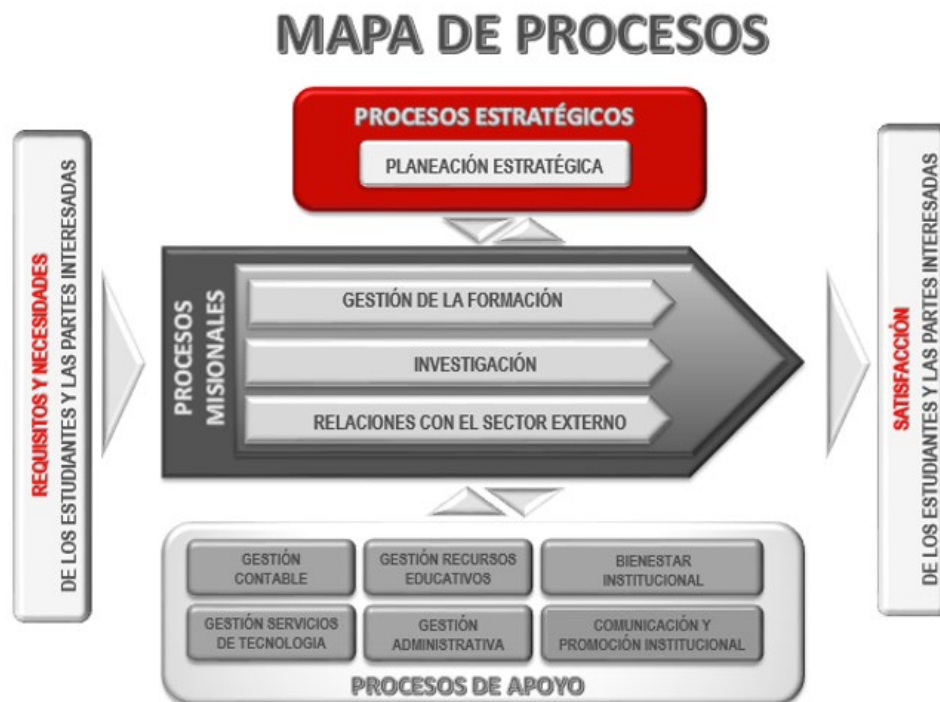 MAPA DE PROCESOS
PROCESOS ESTRATÉGICOS
PLANEACIÓN ESTRATÉGICA
REQUISITOS Y NECESIDADES
DE LOS ESTUDIANTES Y LAS PARTES INTERESADAS
PROCESOS
MISIONALES
GESTIÓN DE LA FORMACIÓN
INVESTIGACIÓN
RELACIONES CON EL SECTOR EXTERNO
SATISFACCIÓN
DE LOS ESTUDIANTES Y LAS PARTES INTERESADAS
GESTIÓN
CONTABLE
GESTIÓN RECURSOS
EDUCATIVOS
BIENESTAR
INSTITUCIONAL
GESTIÓN SERVICIOS
DE TECNOLOGIA
GESTIÓN
ADMINISTRATIVA
COMUNICACIÓN Y
PROMOCIÓN INSTITUCIONAL
PROCESOS DE APOYO